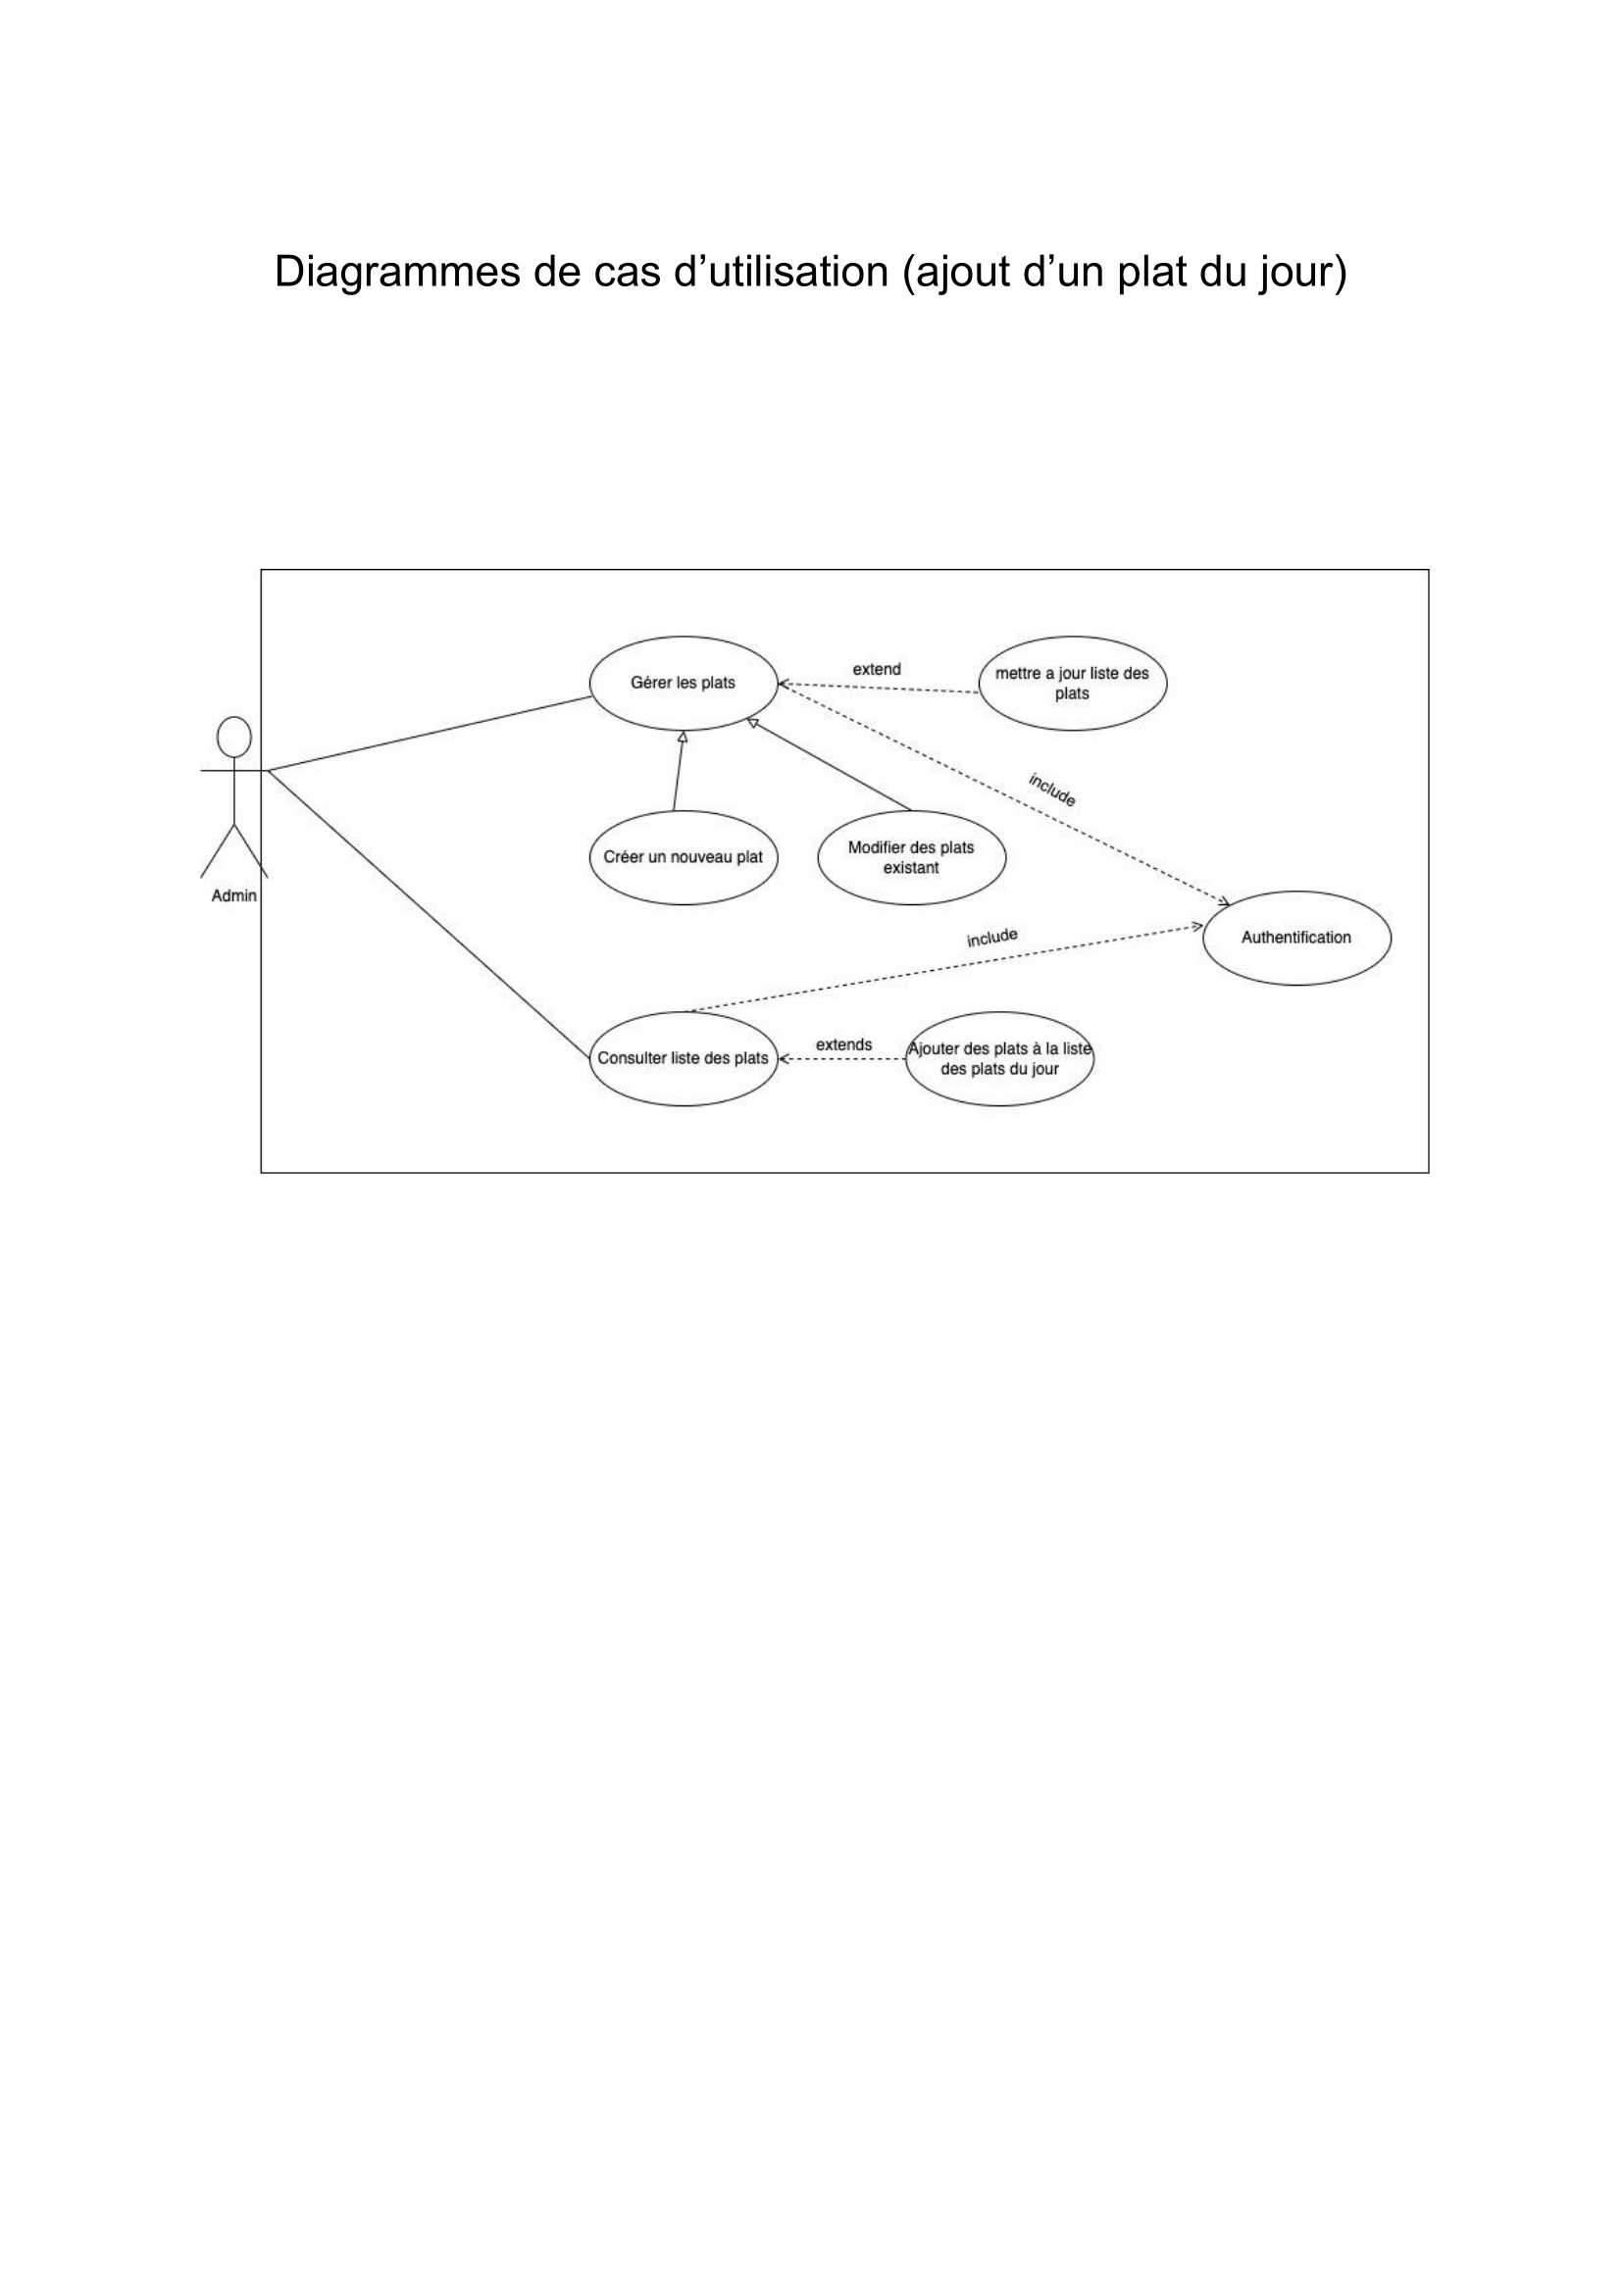 Diagrammes de cas d’utilisation (ajout d’un plat du jour)
Gérer les plats
extend
mettre a jour liste des
plats
include
Créer un nouveau plat
Modifier des plats
existant
Admin
Authentification
include
Consulter liste des plats
extends
Ajouter des plats à la liste
des plats du jour